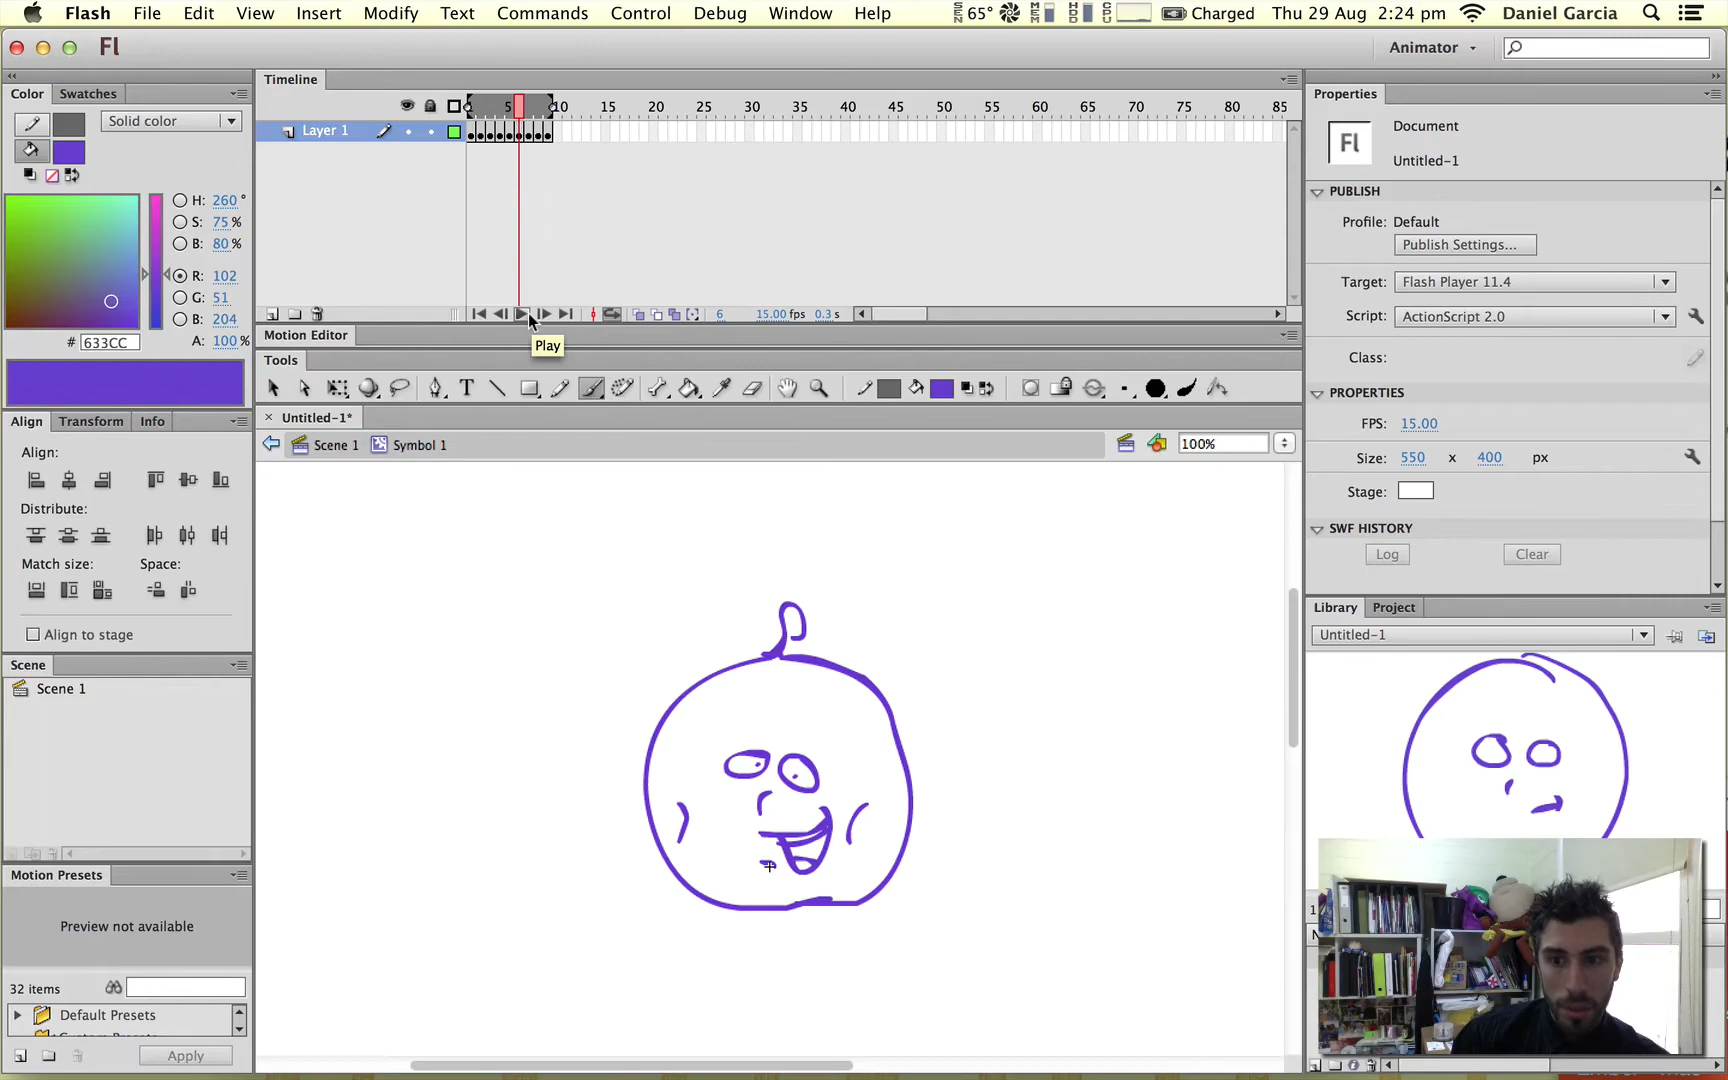 Flash File Edit View Insert Modify Text Commands Control Debug Window Help SEN 65° MEM HD CPU Charged Thu 29 Aug 2:24 pm Daniel Garcia
Fl Animator
Color Swatches
Solid color
H: 260 °
S: 75 %
B: 80 %
R: 102
G: 51
B: 204
# 633CC A: 100 %
Align Transform Info
Align:
Distribute:
Match size: Space:
Align to stage
Scene
Scene 1
Motion Presets
Preview not available
32 items
Default Presets
Apply
Timeline
5 10 15 20 25 30 35 40 45 50 55 60 65 70 75 80 85
Layer 1
6 15.00 fps 0.3 s
Play
Motion Editor
Tools
Untitled-1*
Scene 1 Symbol 1 100%
Properties
Fl Document
Untitled-1
PUBLISH
Profile: Default
Publish Settings...
Target: Flash Player 11.4
Script: ActionScript 2.0
Class:
PROPERTIES
FPS: 15.00
Size: 550 x 400 px
Stage:
SWF HISTORY
Log Clear
Library Project
Untitled-1